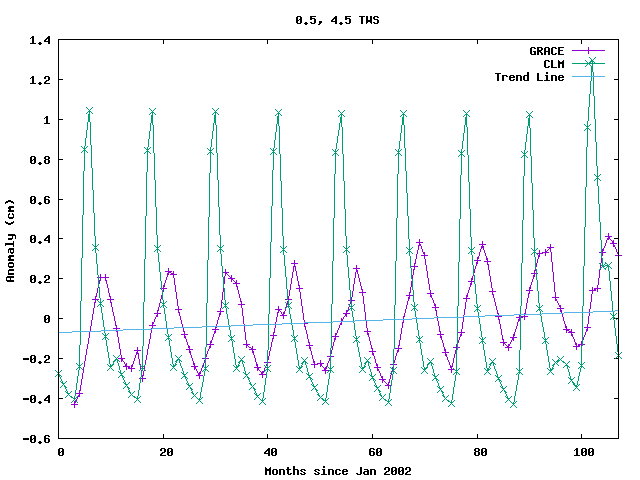 0.5, 4.5 TWS
1.4
1.2
1
0.8
0.6
0.4
0.2
0
-0.2
-0.4
-0.6
Anomaly (cm)
GRACE
CLM
Trend Line
0 20 40 60 80 100
Months since Jan 2002